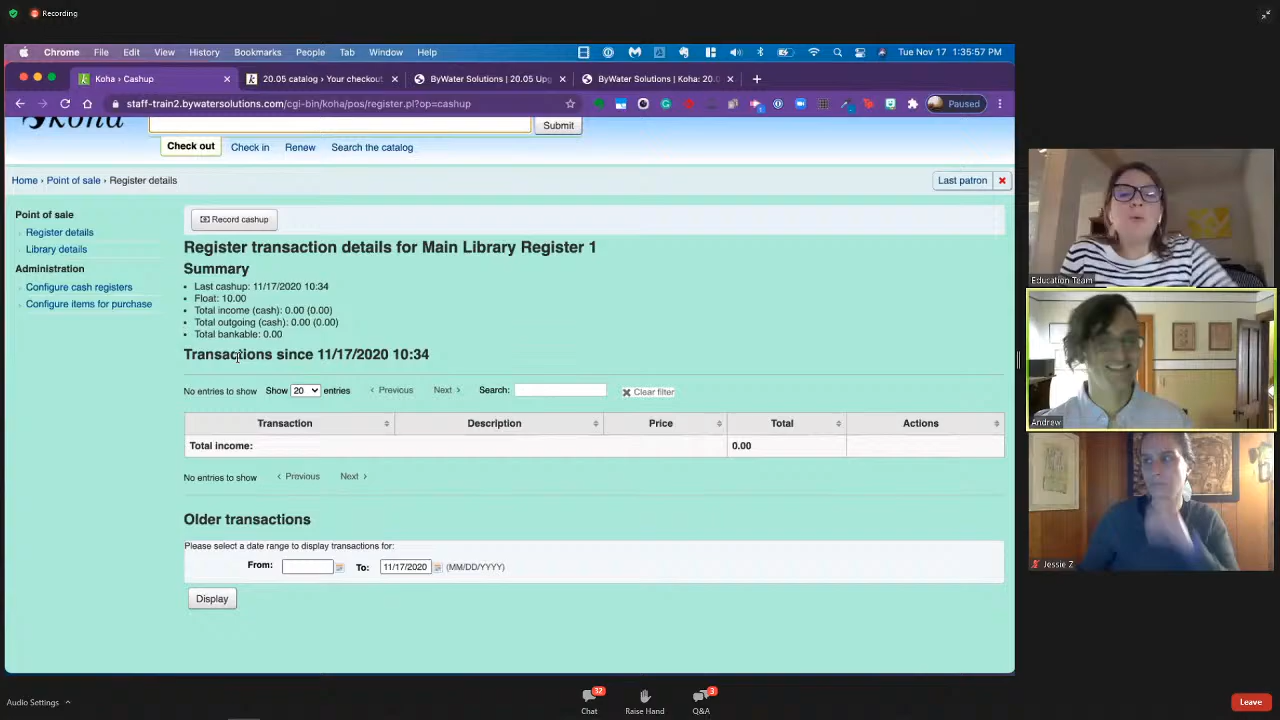 Recording
Chrome File Edit View History Bookmarks People Tab Window Help Tue Nov 17 1:35:57 PM
Koha › Cashup 20.05 catalog › Your checkout ByWater Solutions | 20.05 Upg ByWater Solutions | Koha: 20.0
staff-train2.bywatersolutions.com/cgi-bin/koha/pos/register.pl?op=cashup Paused
koha Submit
Check out Check in Renew Search the catalog
Home › Point of sale › Register details Last patron
Point of sale
Register details
Library details
Administration
Configure cash registers
Configure items for purchase
Record cashup
Register transaction details for Main Library Register 1
Summary
Last cashup: 11/17/2020 10:34
Float: 10.00
Total income (cash): 0.00 (0.00)
Total outgoing (cash): 0.00 (0.00)
Total bankable: 0.00
Transactions since 11/17/2020 10:34
No entries to show Show 20 entries Previous Next Search: Clear filter
Transaction Description Price Total Actions
Total income: 0.00
No entries to show Previous Next
Older transactions
Please select a date range to display transactions for:
From: To: 11/17/2020 (MM/DD/YYYY)
Display
Education Team
Andrew
Jessie Z
Audio Settings 32 Chat Raise Hand 3 Q&A Leave